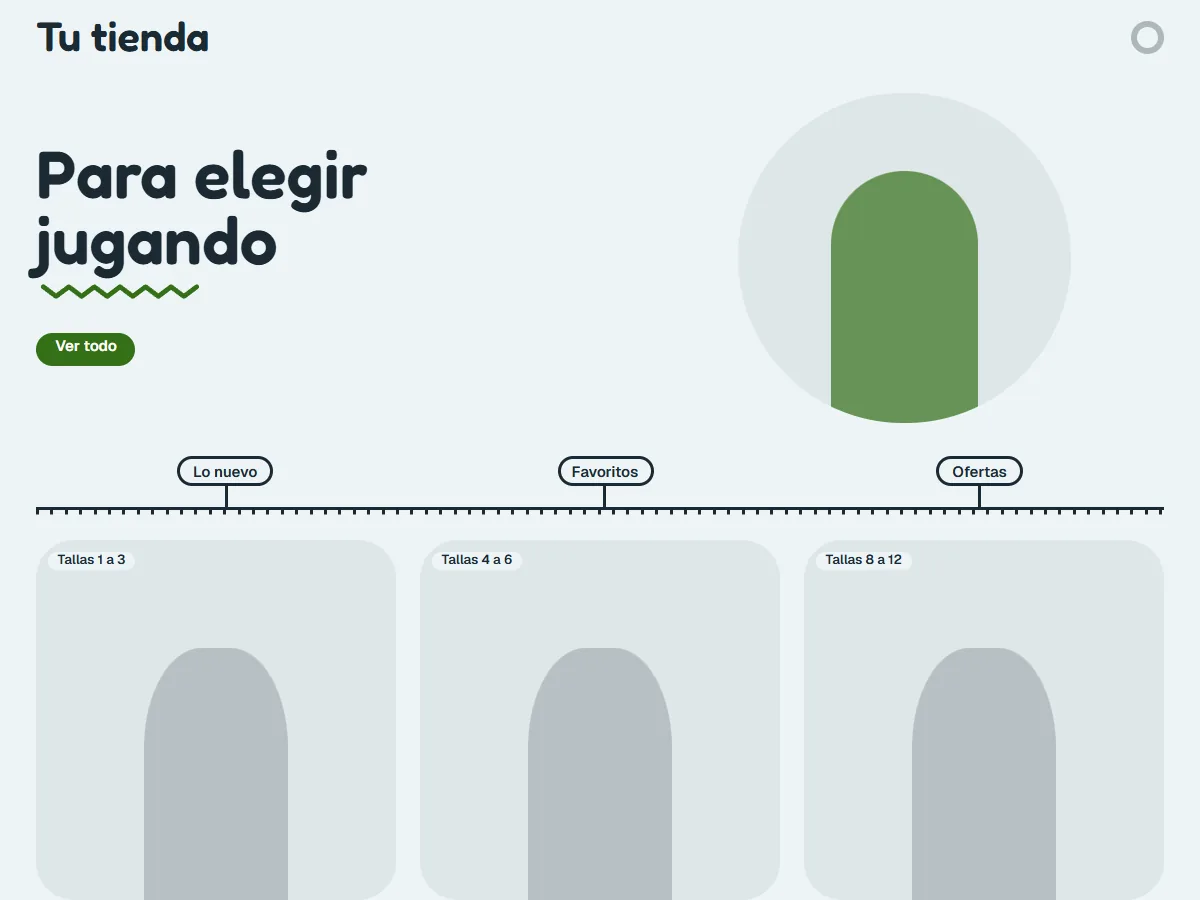 Tu tienda
Para elegir
jugando
Ver todo
Lo nuevo
Favoritos
Ofertas
Tallas 1 a 3
Tallas 4 a 6
Tallas 8 a 12